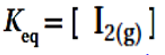 K_eq = [ I_2(g) ]